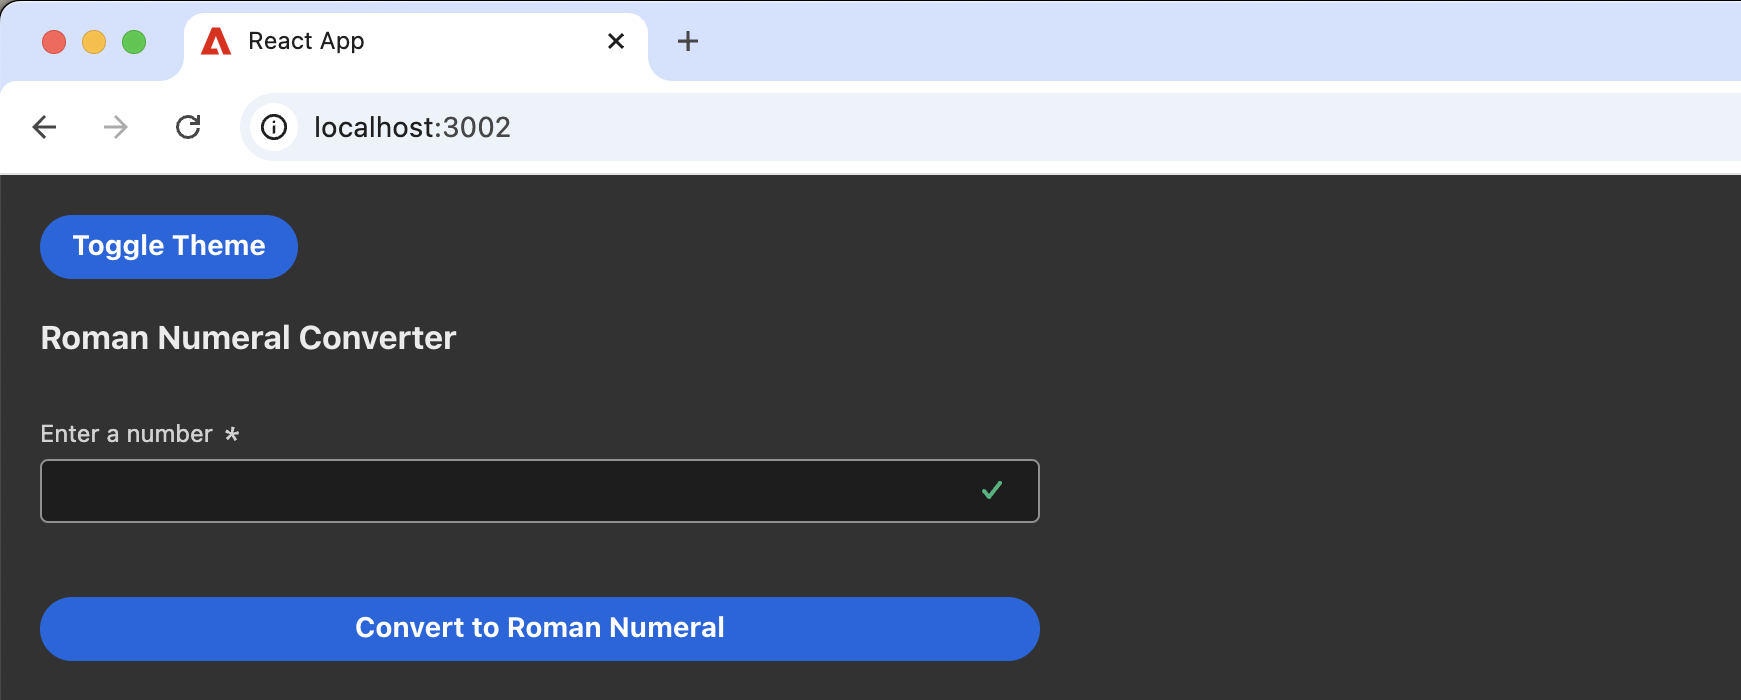 React App
localhost:3002
Toggle Theme
Roman Numeral Converter
Enter a number *
Convert to Roman Numeral